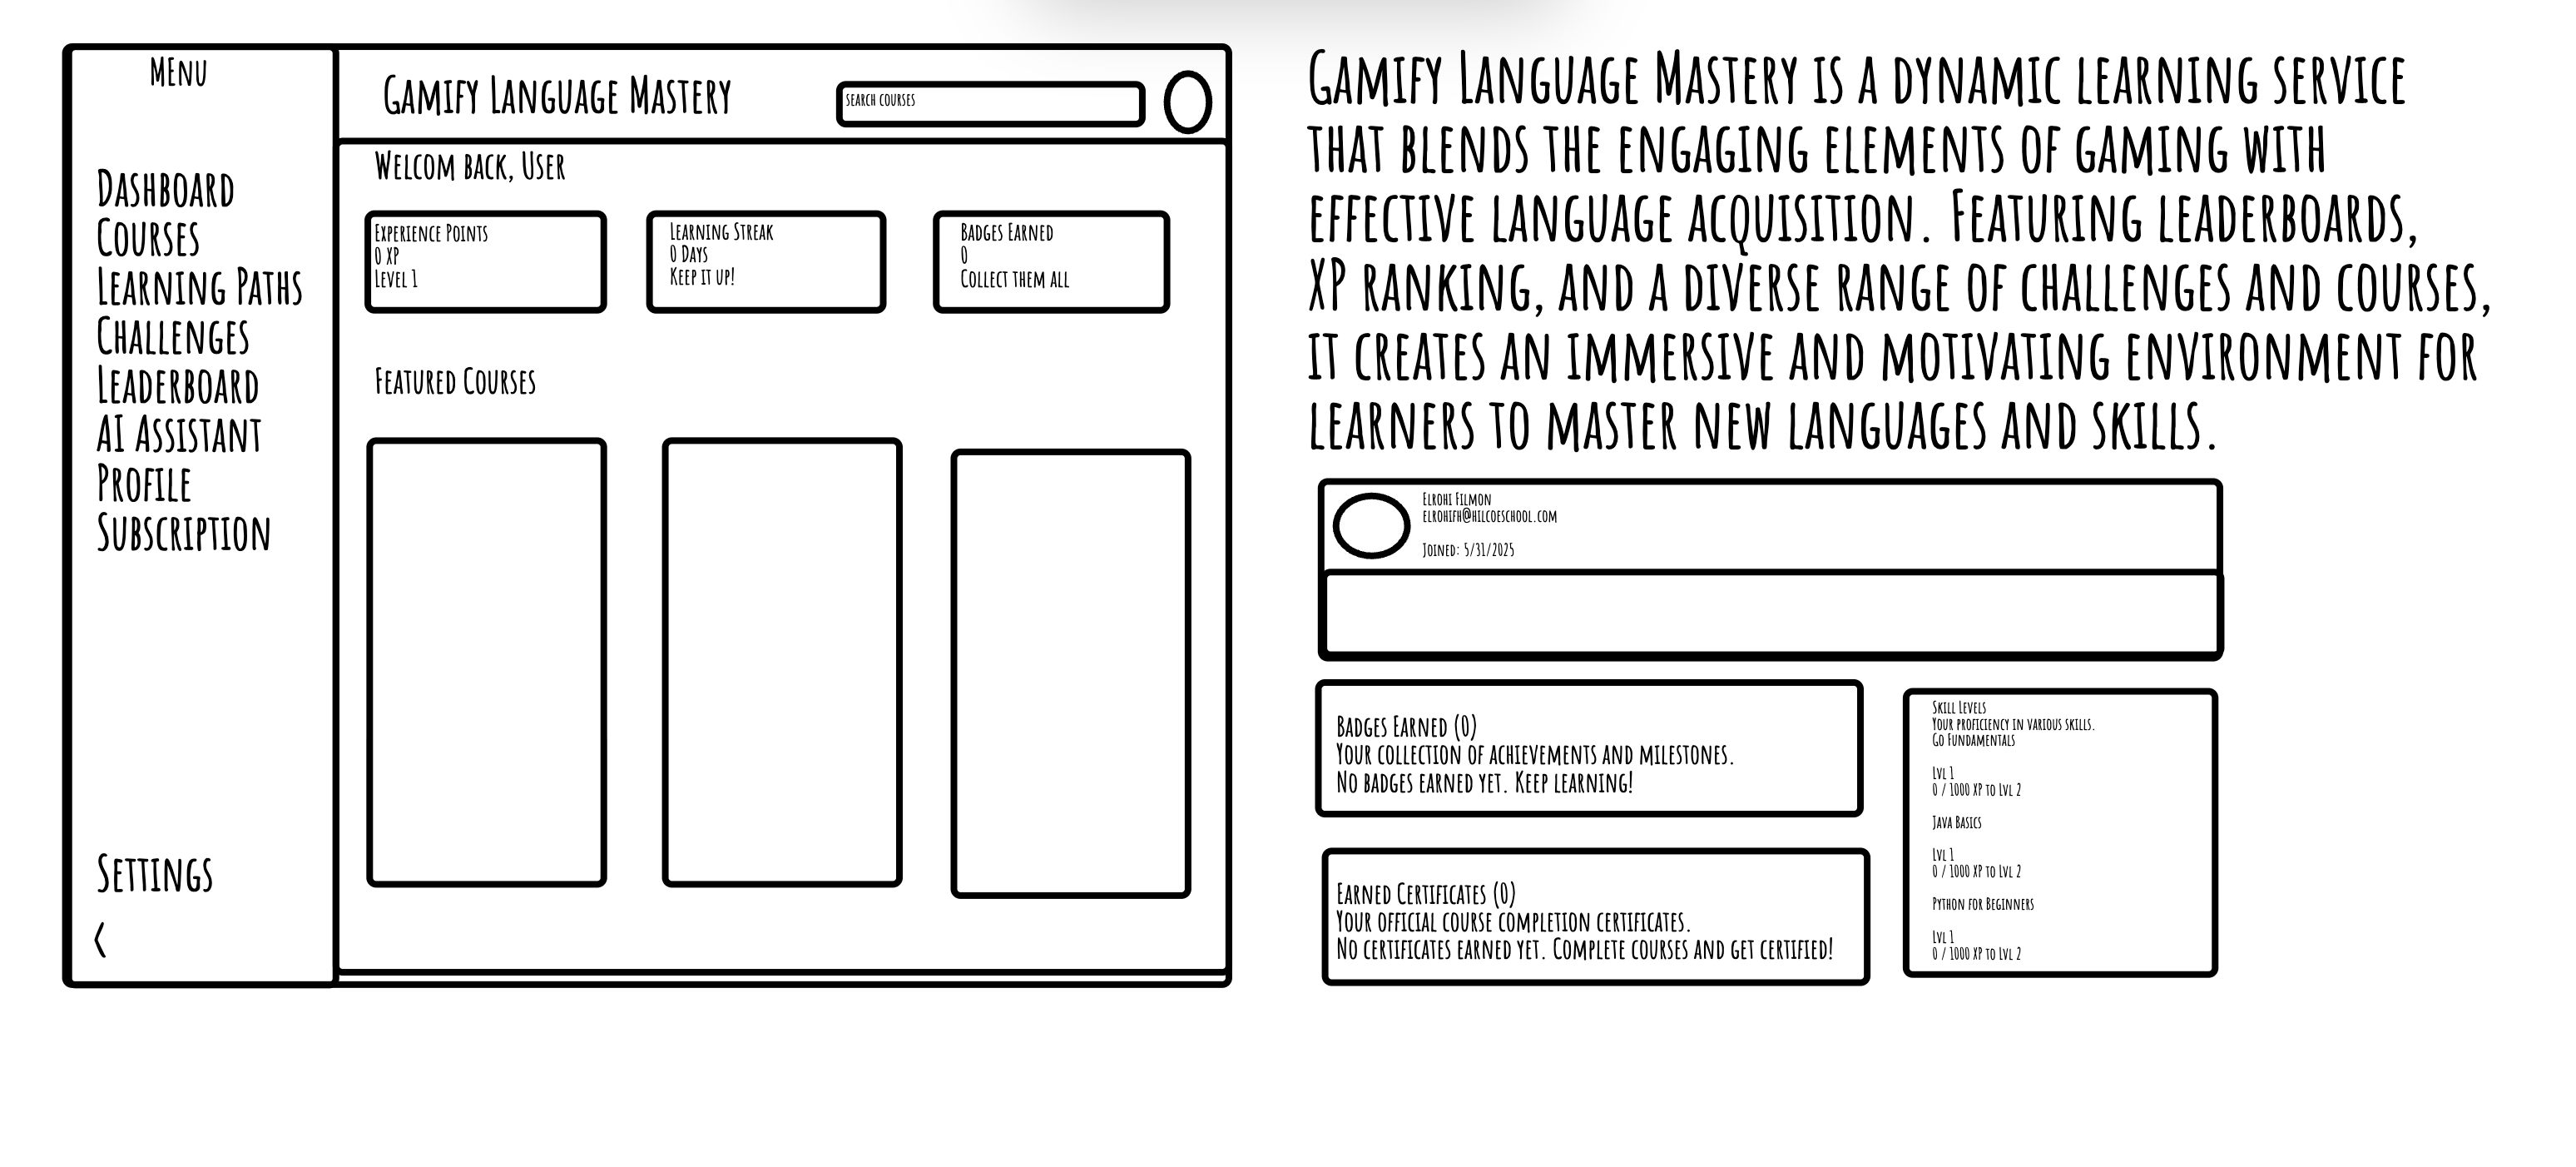 Menu
Dashboard
Courses
Learning Paths
Challenges
Leaderboard
AI Assistant
Profile
Subscription
Settings
<
Gamify Language Mastery
search courses
Welcom back, User
Experience Points
0 XP
Level 1
Learning Streak
0 Days
Keep it up!
Badges Earned
0
Collect them all
Featured Courses
Gamify Language Mastery is a dynamic learning service
that blends the engaging elements of gaming with
effective language acquisition. Featuring leaderboards,
XP ranking, and a diverse range of challenges and courses,
it creates an immersive and motivating environment for
learners to master new languages and skills.
Elrohi Filmon
elrohifh@hilcoeschool.com
Joined: 5/31/2025
Badges Earned (0)
Your collection of achievements and milestones.
No badges earned yet. Keep learning!
Earned Certificates (0)
Your official course completion certificates.
No certificates earned yet. Complete courses and get certified!
Skill Levels
Your proficiency in various skills.
Go Fundamentals
Lvl 1
0 / 1000 XP to Lvl 2
Java Basics
Lvl 1
0 / 1000 XP to Lvl 2
Python for Beginners
Lvl 1
0 / 1000 XP to Lvl 2